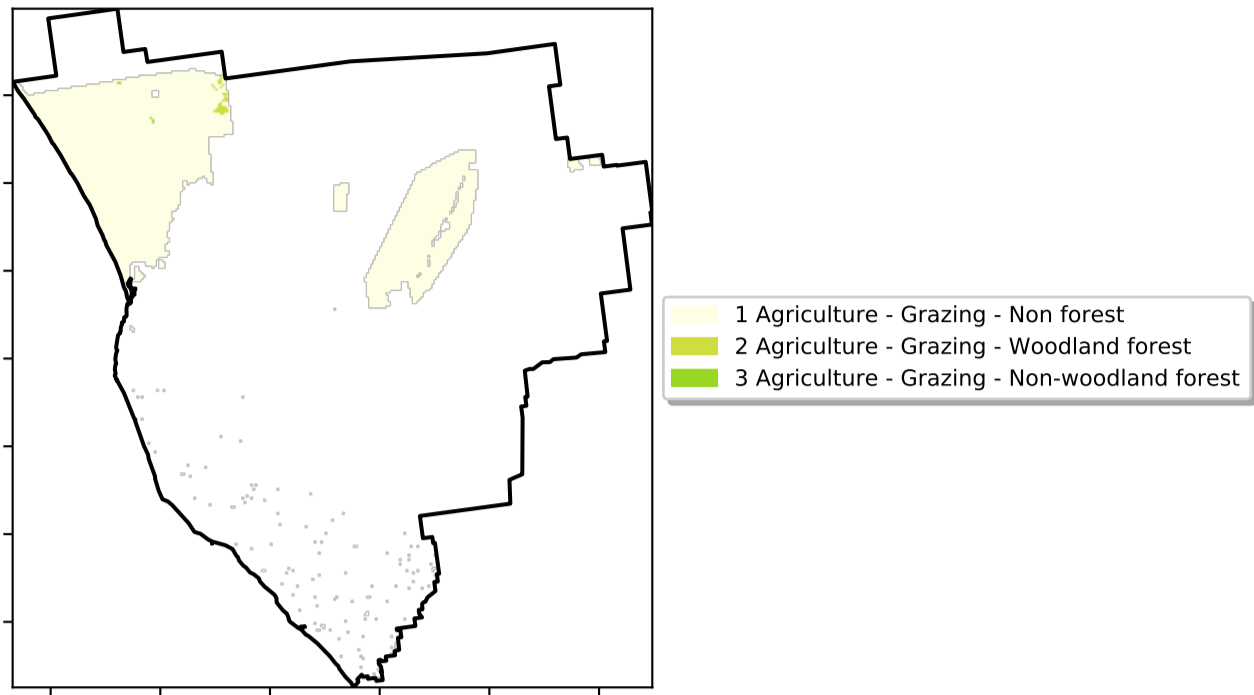 1 Agriculture - Grazing - Non forest
2 Agriculture - Grazing - Woodland forest
3 Agriculture - Grazing - Non-woodland forest